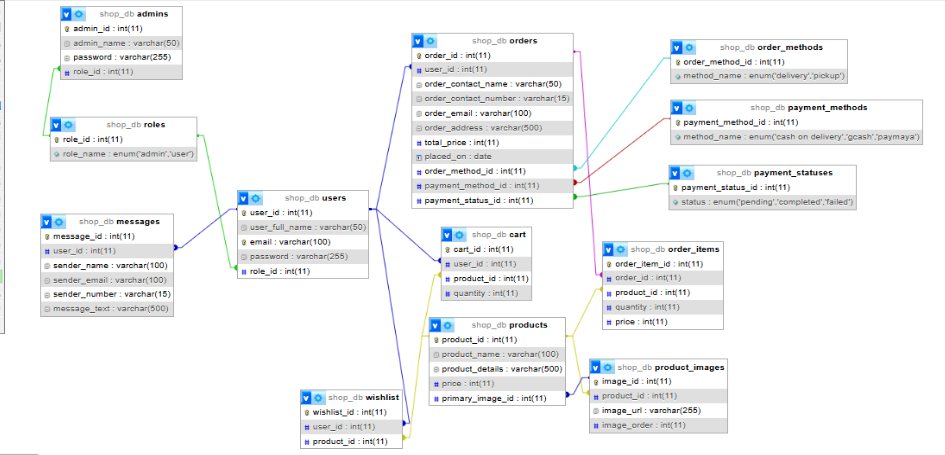 shop_db admins
admin_id : int(11)
admin_name : varchar(50)
password : varchar(255)
role_id : int(11)
shop_db roles
role_id : int(11)
role_name : enum('admin','user')
shop_db messages
message_id : int(11)
user_id : int(11)
sender_name : varchar(100)
sender_email : varchar(100)
sender_number : varchar(15)
message_text : varchar(500)
shop_db users
user_id : int(11)
user_full_name : varchar(50)
email : varchar(100)
password : varchar(255)
role_id : int(11)
shop_db wishlist
wishlist_id : int(11)
user_id : int(11)
product_id : int(11)
shop_db orders
order_id : int(11)
user_id : int(11)
order_contact_name : varchar(50)
order_contact_number : varchar(15)
order_email : varchar(100)
order_address : varchar(500)
total_price : int(11)
placed_on : date
order_method_id : int(11)
payment_method_id : int(11)
payment_status_id : int(11)
shop_db cart
cart_id : int(11)
user_id : int(11)
product_id : int(11)
quantity : int(11)
shop_db products
product_id : int(11)
product_name : varchar(100)
product_details : varchar(500)
price : int(11)
primary_image_id : int(11)
shop_db order_methods
order_method_id : int(11)
method_name : enum('delivery','pickup')
shop_db payment_methods
payment_method_id : int(11)
method_name : enum('cash on delivery','gcash','paymaya')
shop_db payment_statuses
payment_status_id : int(11)
status : enum('pending','completed','failed')
shop_db order_items
order_item_id : int(11)
order_id : int(11)
product_id : int(11)
quantity : int(11)
price : int(11)
shop_db product_images
image_id : int(11)
product_id : int(11)
image_url : varchar(255)
image_order : int(11)